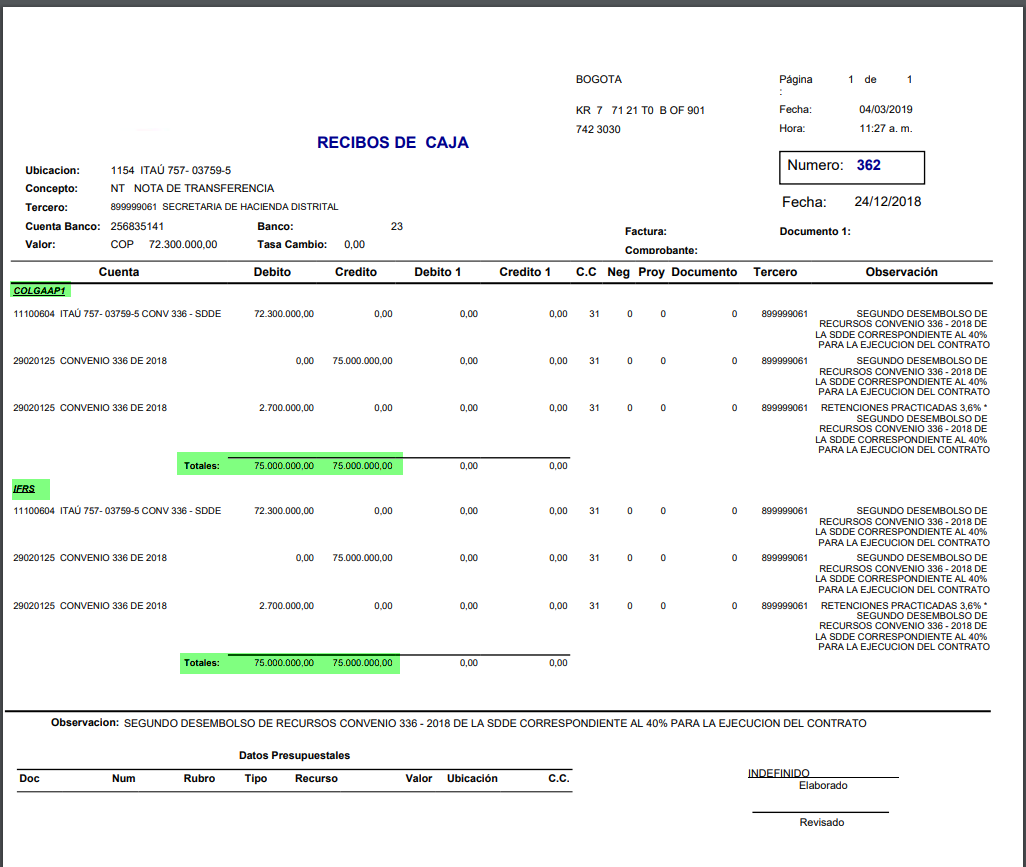 BOGOTA
Página : 1 de 1
KR 7 71 21 T0 B OF 901
Fecha: 04/03/2019
742 3030
Hora: 11:27 a. m.
RECIBOS DE CAJA
Numero: 362
Ubicacion: 1154 ITAÚ 757- 03759-5
Concepto: NT NOTA DE TRANSFERENCIA
Fecha: 24/12/2018
Tercero: 899999061 SECRETARIA DE HACIENDA DISTRITAL
Cuenta Banco: 256835141 Banco: 23
Factura: Documento 1:
Valor: COP 72.300.000,00 Tasa Cambio: 0,00
Comprobante:
Cuenta Debito Credito Debito 1 Credito 1 C.C Neg Proy Documento Tercero Observación
COLGAAP1
11100604 ITAÚ 757- 03759-5 CONV 336 - SDDE 72.300.000,00 0,00 0,00 0,00 31 0 0 0 899999061 SEGUNDO DESEMBOLSO DE
RECURSOS CONVENIO 336 - 2018 DE
LA SDDE CORRESPONDIENTE AL 40%
PARA LA EJECUCION DEL CONTRATO
29020125 CONVENIO 336 DE 2018 0,00 75.000.000,00 0,00 0,00 31 0 0 0 899999061 SEGUNDO DESEMBOLSO DE
RECURSOS CONVENIO 336 - 2018 DE
LA SDDE CORRESPONDIENTE AL 40%
PARA LA EJECUCION DEL CONTRATO
29020125 CONVENIO 336 DE 2018 2.700.000,00 0,00 0,00 0,00 31 0 0 0 899999061 RETENCIONES PRACTICADAS 3,6% *
SEGUNDO DESEMBOLSO DE
RECURSOS CONVENIO 336 - 2018 DE
LA SDDE CORRESPONDIENTE AL 40%
PARA LA EJECUCION DEL CONTRATO
Totales: 75.000.000,00 75.000.000,00 0,00 0,00
IFRS
11100604 ITAÚ 757- 03759-5 CONV 336 - SDDE 72.300.000,00 0,00 0,00 0,00 31 0 0 0 899999061 SEGUNDO DESEMBOLSO DE
RECURSOS CONVENIO 336 - 2018 DE
LA SDDE CORRESPONDIENTE AL 40%
PARA LA EJECUCION DEL CONTRATO
29020125 CONVENIO 336 DE 2018 0,00 75.000.000,00 0,00 0,00 31 0 0 0 899999061 SEGUNDO DESEMBOLSO DE
RECURSOS CONVENIO 336 - 2018 DE
LA SDDE CORRESPONDIENTE AL 40%
PARA LA EJECUCION DEL CONTRATO
29020125 CONVENIO 336 DE 2018 2.700.000,00 0,00 0,00 0,00 31 0 0 0 899999061 RETENCIONES PRACTICADAS 3,6% *
SEGUNDO DESEMBOLSO DE
RECURSOS CONVENIO 336 - 2018 DE
LA SDDE CORRESPONDIENTE AL 40%
PARA LA EJECUCION DEL CONTRATO
Totales: 75.000.000,00 75.000.000,00 0,00 0,00
Observacion: SEGUNDO DESEMBOLSO DE RECURSOS CONVENIO 336 - 2018 DE LA SDDE CORRESPONDIENTE AL 40% PARA LA EJECUCION DEL CONTRATO
Datos Presupuestales
Doc Num Rubro Tipo Recurso Valor Ubicación C.C.
INDEFINIDO
Elaborado
Revisado